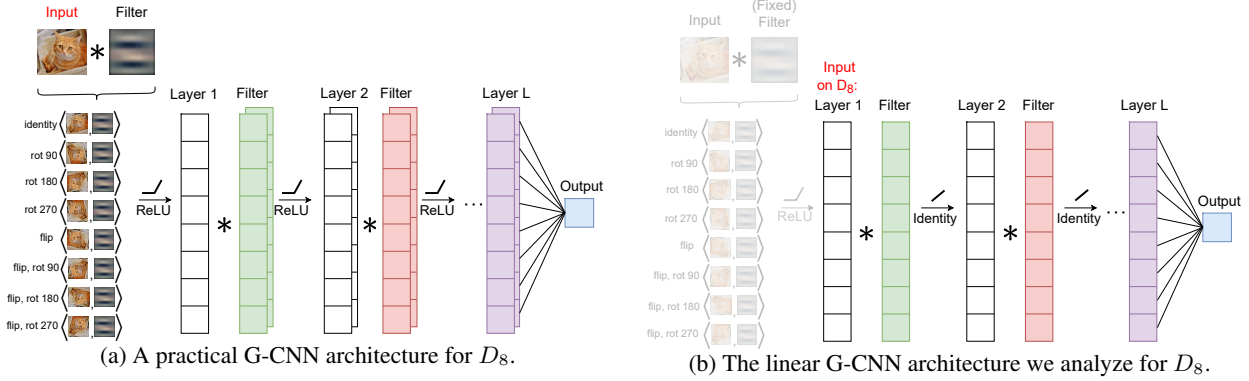 Input Filter
Layer 1 Filter Layer 2 Filter Layer L
identity
rot 90
rot 180
rot 270
flip
flip, rot 90
flip, rot 180
flip, rot 270
ReLU ReLU ReLU ... Output
(a) A practical G-CNN architecture for D8.
(Fixed)
Input Filter
Input
on D8:
Layer 1 Filter Layer 2 Filter Layer L
identity
rot 90
rot 180
rot 270
flip
flip, rot 90
flip, rot 180
flip, rot 270
ReLU Identity Identity ... Output
(b) The linear G-CNN architecture we analyze for D8.